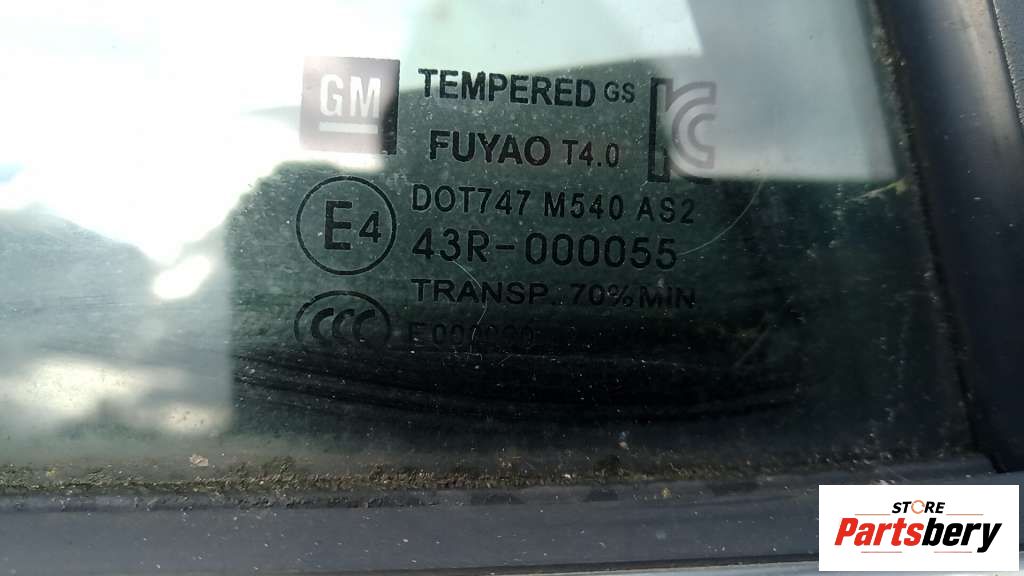 GM TEMPERED GS
FUYAO T4.0
E4 DOT747 M540 AS2
43R-000055
TRANSP. 70% MIN
CCC
STORE
Partsbery